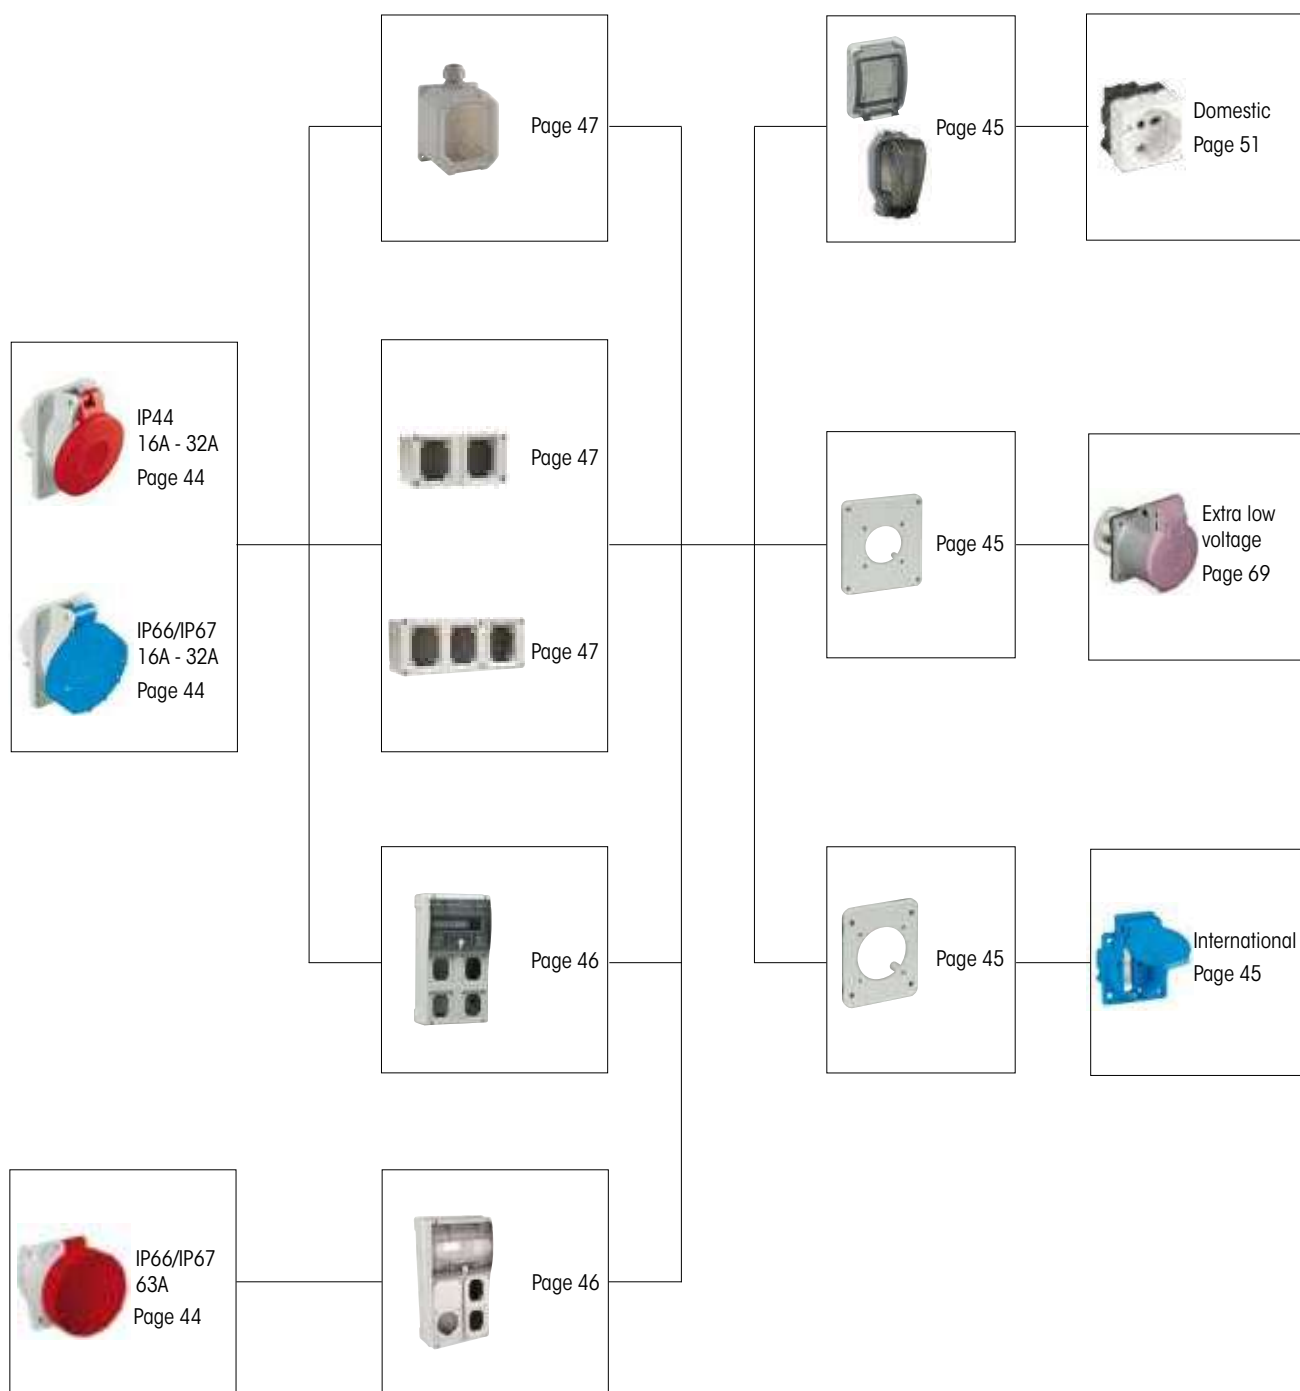 Page 47
Page 45
Domestic
Page 51
IP44
16A - 32A
Page 44
IP66/IP67
16A - 32A
Page 44
Page 47
Page 47
Page 45
Extra low
voltage
Page 69
Page 46
Page 45
International
Page 45
IP66/IP67
63A
Page 44
Page 46